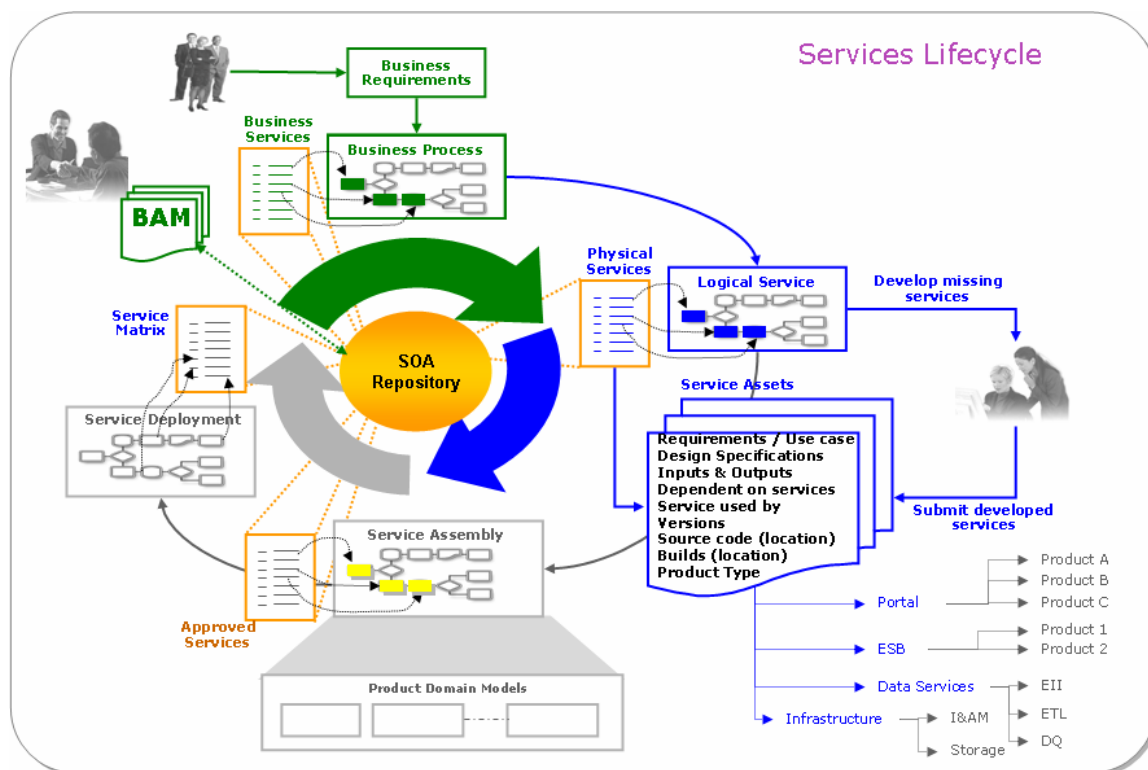 Services Lifecycle
Business
Requirements
Business
Services
Business Process
BAM
Physical
Services
Logical Service
Develop missing
services
Service
Matrix
SOA
Repository
Service Assets
Service Deployment
Requirements / Use case
Design Specifications
Inputs & Outputs
Dependent on services
Service used by
Versions
Source code (location)
Builds (location)
Product Type
Submit developed
services
Service Assembly
Approved
Services
Product Domain Models
Portal
Product A
Product B
Product C
ESB
Product 1
Product 2
Data Services
EII
ETL
DQ
Infrastructure
I&AM
Storage